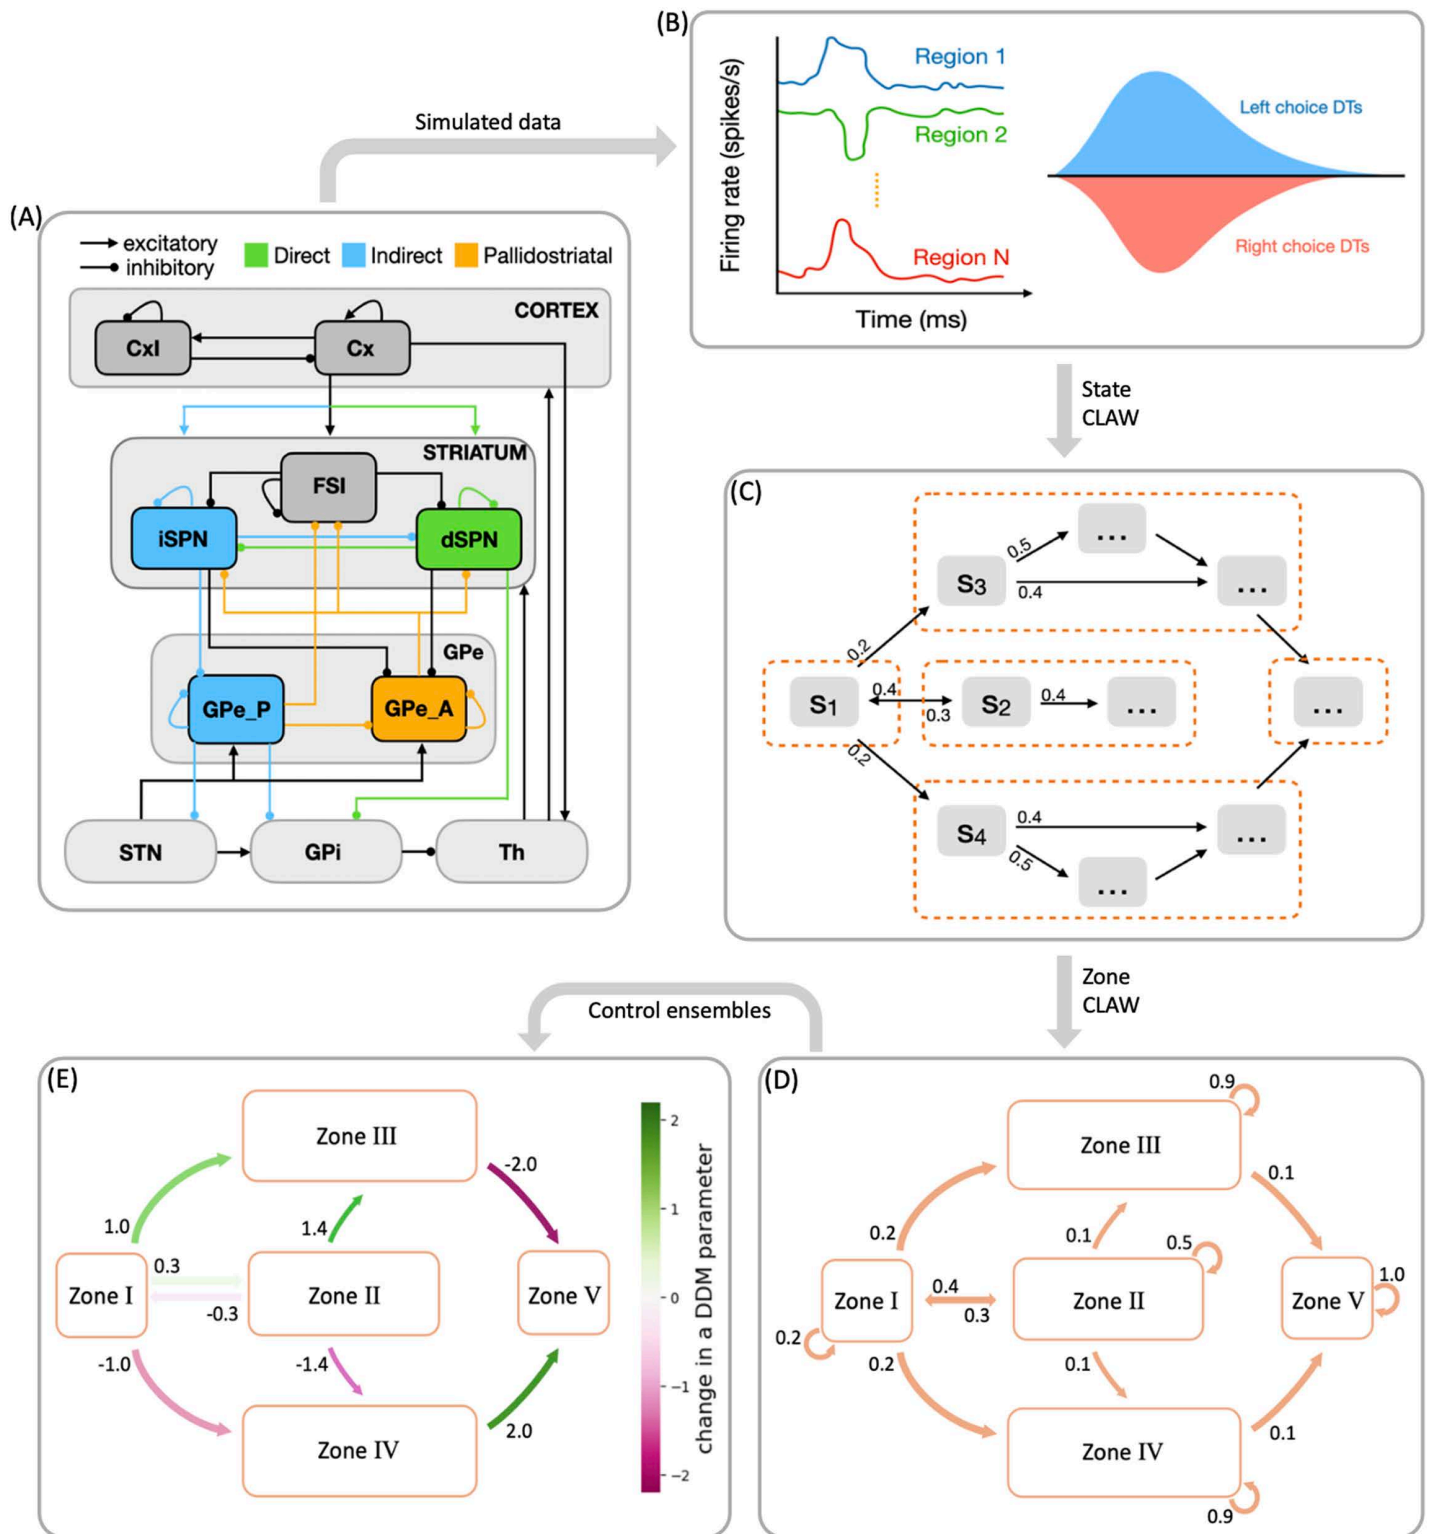 (A)
excitatory
inhibitory
Direct
Indirect
Pallidostriatal
CORTEX
CxI
Cx
STRIATUM
FSI
iSPN
dSPN
GPe
GPe_P
GPe_A
STN
GPi
Th
Simulated data
(B)
Firing rate (spikes/s)
Region 1
Region 2
Region N
Time (ms)
Left choice DTs
Right choice DTs
State
CLAW
(C)
0.5
...
S3
0.4
...
0.2
S1
0.4
0.3
S2
0.4
...
...
0.2
S4
0.4
0.5
...
...
Zone
CLAW
Control ensembles
(E)
Zone III
-2.0
1.0
1.4
Zone I
0.3
-0.3
Zone II
Zone V
-1.0
-1.4
Zone IV
2.0
2
1
0
−1
−2
change in a DDM parameter
(D)
0.9
Zone III
0.1
0.2
0.1
0.5
Zone I
0.4
0.3
Zone II
Zone V
1.0
0.2
0.2
0.1
Zone IV
0.1
0.9